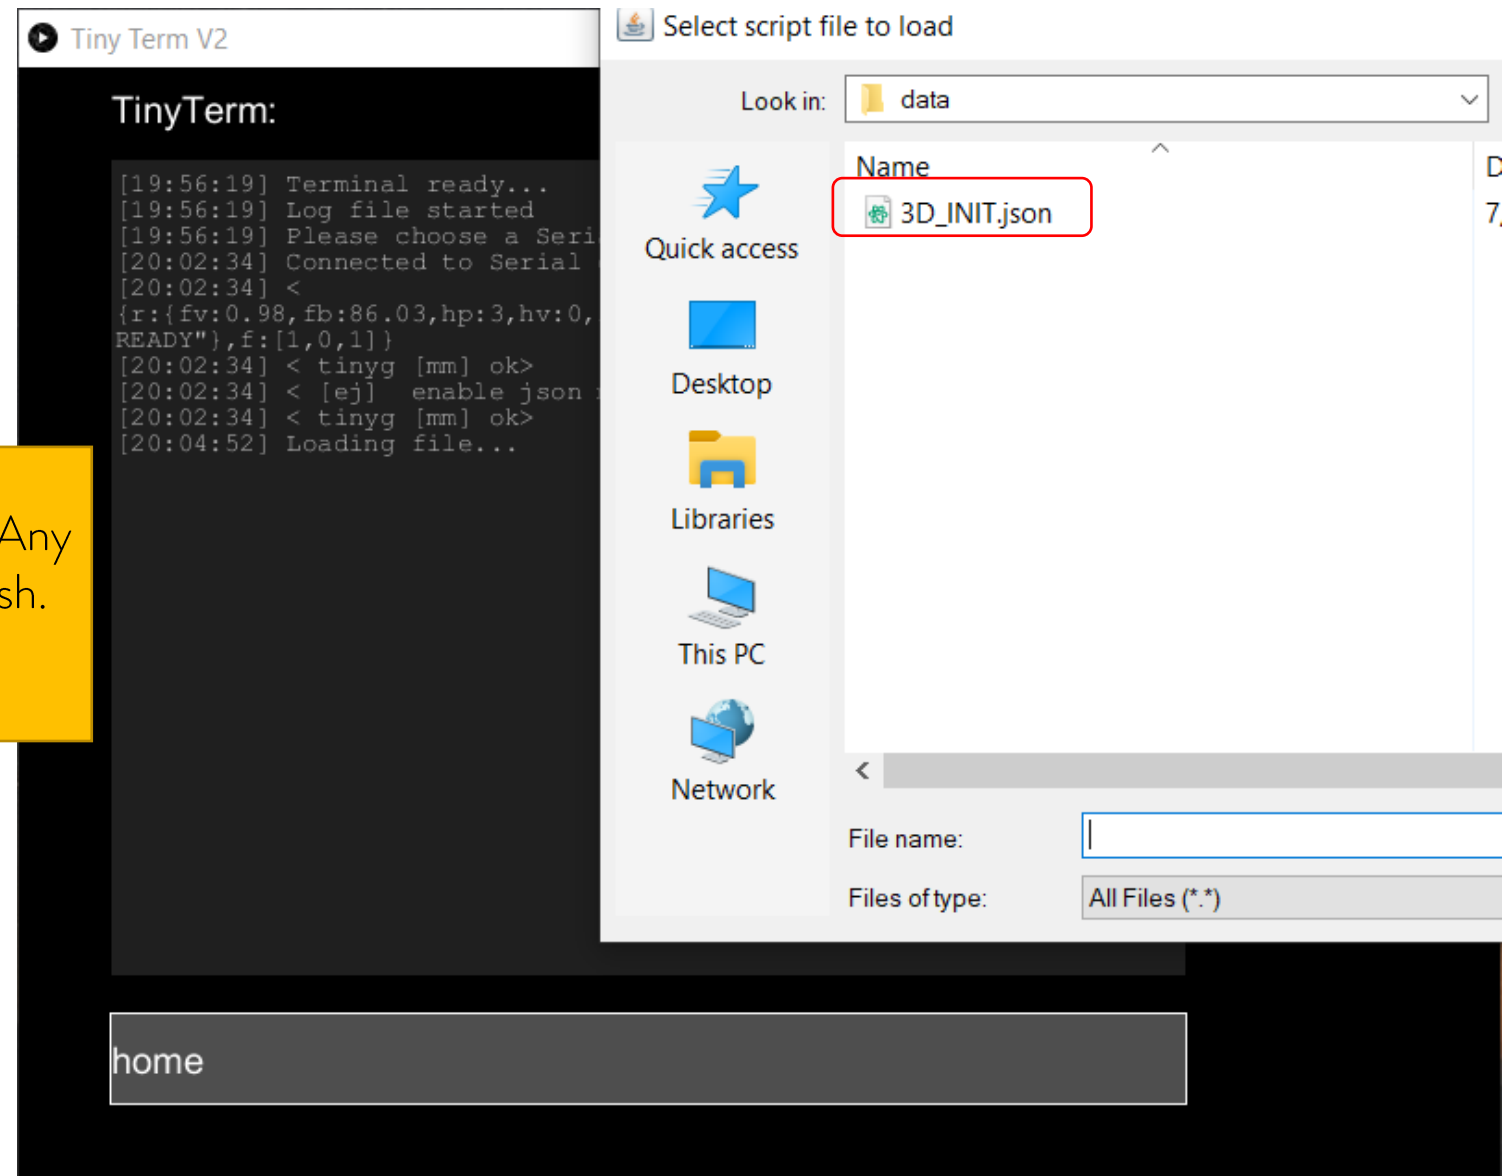 Tiny Term V2
TinyTerm:
[19:56:19] Terminal ready...
[19:56:19] Log file started
[19:56:19] Please choose a Seri
[20:02:34] Connected to Serial
[20:02:34] <
{r:{fv:0.98,fb:86.03,hp:3,hv:0,
READY"},f:[1,0,1]}
[20:02:34] < tinyg [mm] ok>
[20:02:34] < [ej]  enable json
[20:02:34] < tinyg [mm] ok>
[20:04:52] Loading file...
home
Any
sh.
Select script file to load
Look in:
data
Quick access
Desktop
Libraries
This PC
Network
Name
D
3D_INIT.json
7
File name:
Files of type:
All Files (*.*)